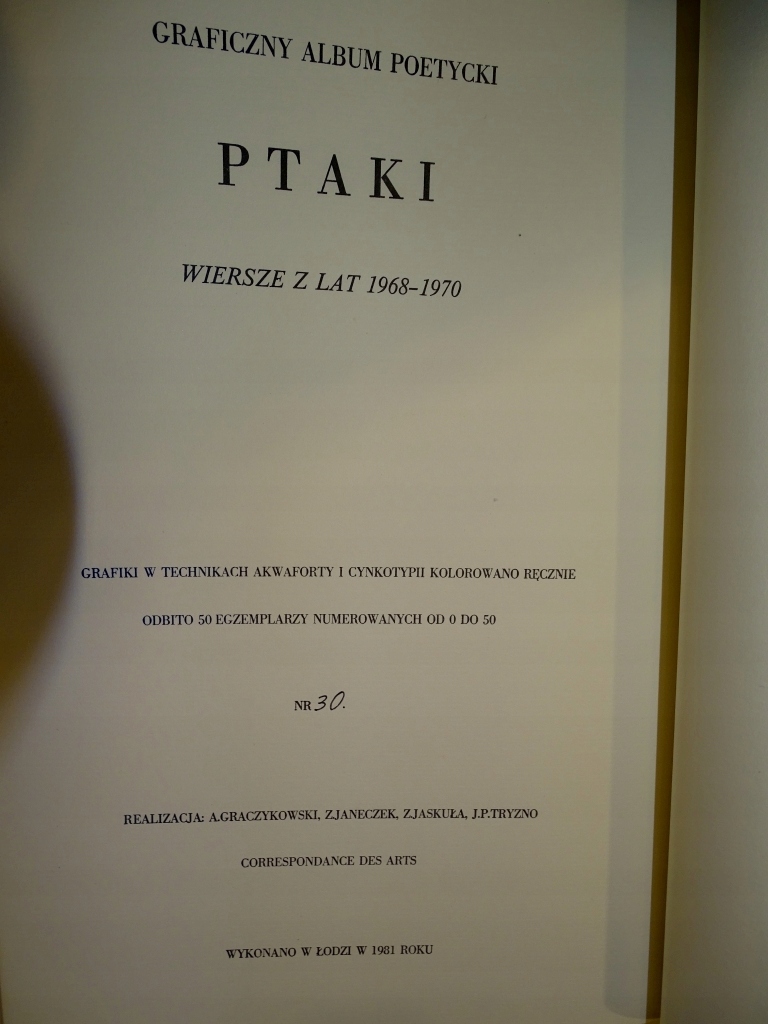 GRAFICZNY ALBUM POETYCKI
PTAKI
WIERSZE Z LAT 1968–1970
GRAFIKI W TECHNIKACH AKWAFORTY I CYNKOTYPII KOLOROWANO RĘCZNIE
ODBITO 50 EGZEMPLARZY NUMEROWANYCH OD 0 DO 50
NR 30.
REALIZACJA: A.GRACZYKOWSKI, Z.JANECZEK, Z.JASKUŁA, J.P.TRYZNO
CORRESPONDANCE DES ARTS
WYKONANO W ŁODZI W 1981 ROKU